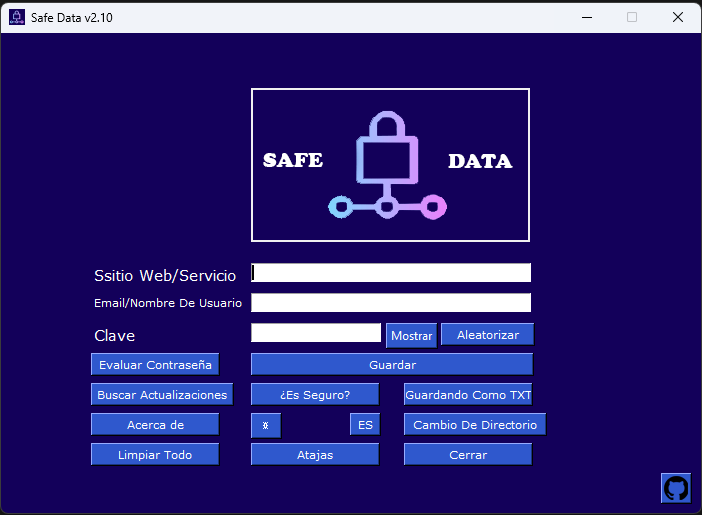 Safe Data v2.10
SAFE DATA
Ssitio Web/Servicio
Email/Nombre De Usuario
Clave Mostrar Aleatorizar
Evaluar Contraseña Guardar
Buscar Actualizaciones ¿Es Seguro? Guardando Como TXT
Acerca de ES Cambio De Directorio
Limpiar Todo Atajas Cerrar